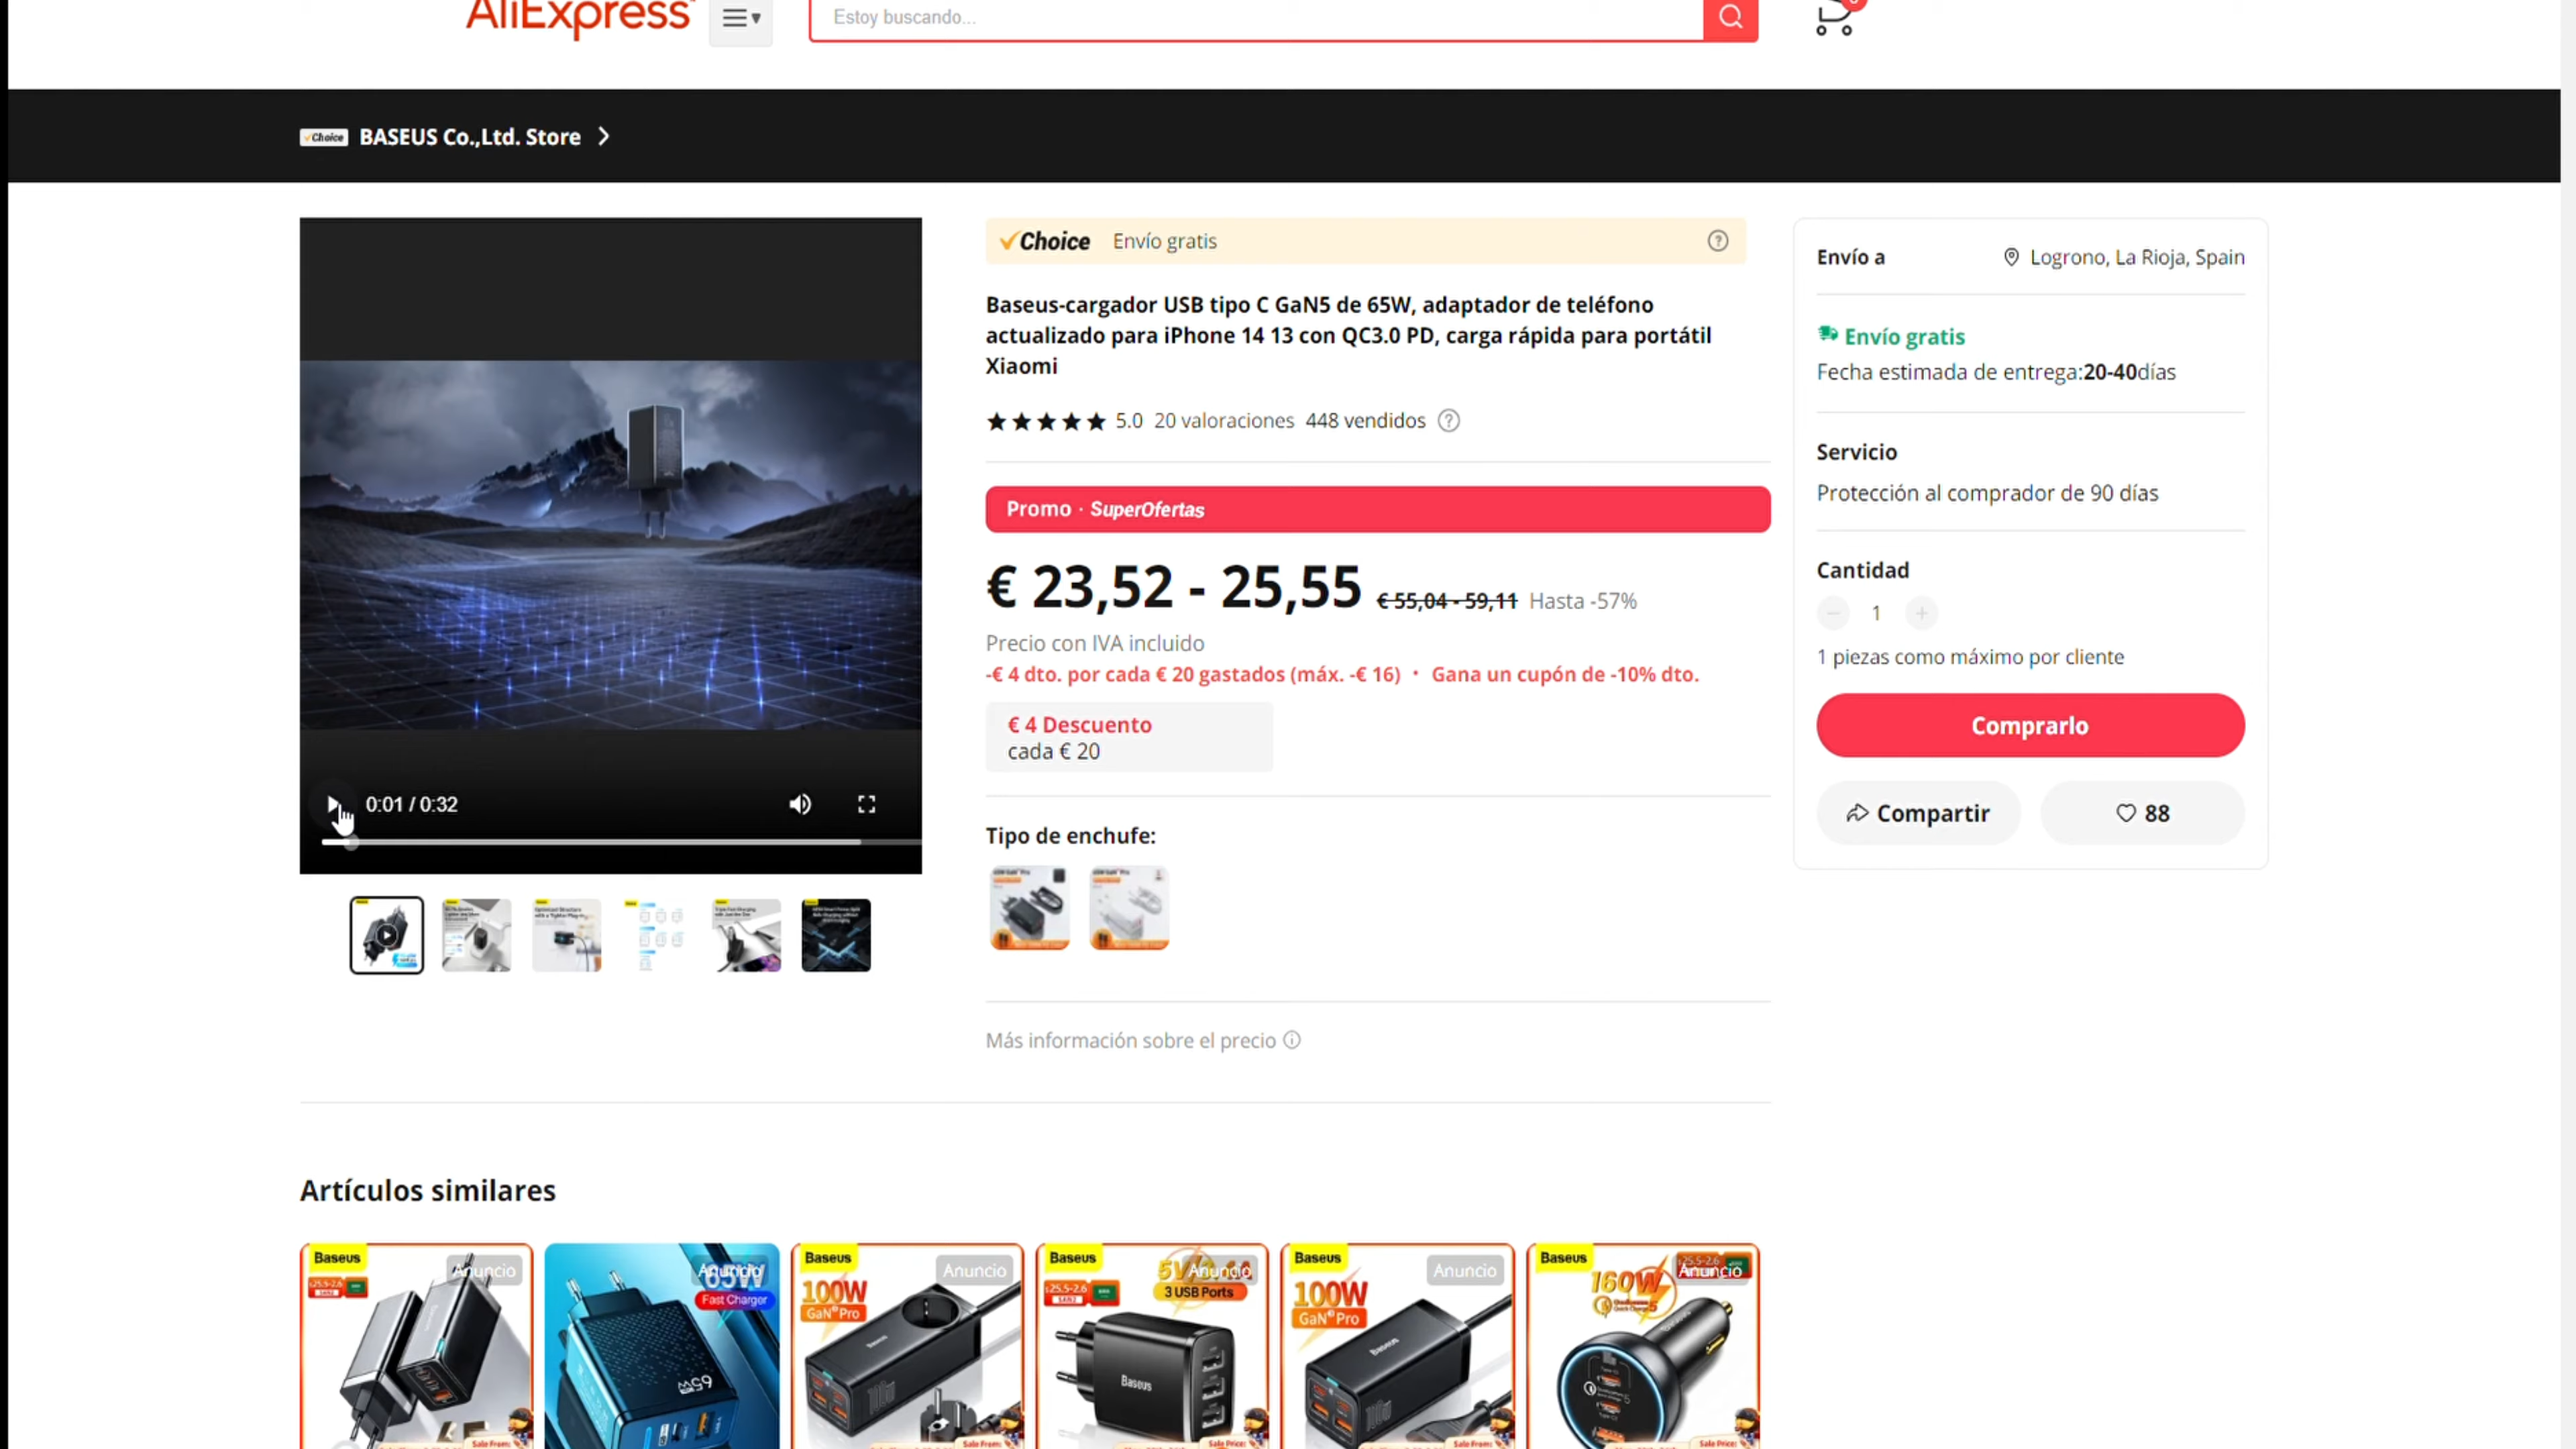 AliExpress
Estoy buscando...
Choice BASEUS Co.,Ltd. Store
Choice Envío gratis
Baseus-cargador USB tipo C GaN5 de 65W, adaptador de teléfono
actualizado para iPhone 14 13 con QC3.0 PD, carga rápida para portátil
Xiaomi
5.0 20 valoraciones 448 vendidos
Promo · SuperOfertas
€ 23,52 - 25,55 € 55,04 - 59,11 Hasta -57%
Precio con IVA incluido
-€ 4 dto. por cada € 20 gastados (máx. -€ 16) · Gana un cupón de -10% dto.
€ 4 Descuento
cada € 20
0:01 / 0:32
Tipo de enchufe:
Más información sobre el precio
Envío a Logrono, La Rioja, Spain
Envío gratis
Fecha estimada de entrega:20-40días
Servicio
Protección al comprador de 90 días
Cantidad
1
1 piezas como máximo por cliente
Comprarlo
Compartir 88
Artículos similares
Baseus
Anuncio
Anuncio
65W
Fast Charger
65W
Baseus
Anuncio
100W
GaN Pro
Baseus
Anuncio
3 USB Ports
Baseus
Baseus
Anuncio
100W
GaN Pro
Baseus
Baseus
Anuncio
160W